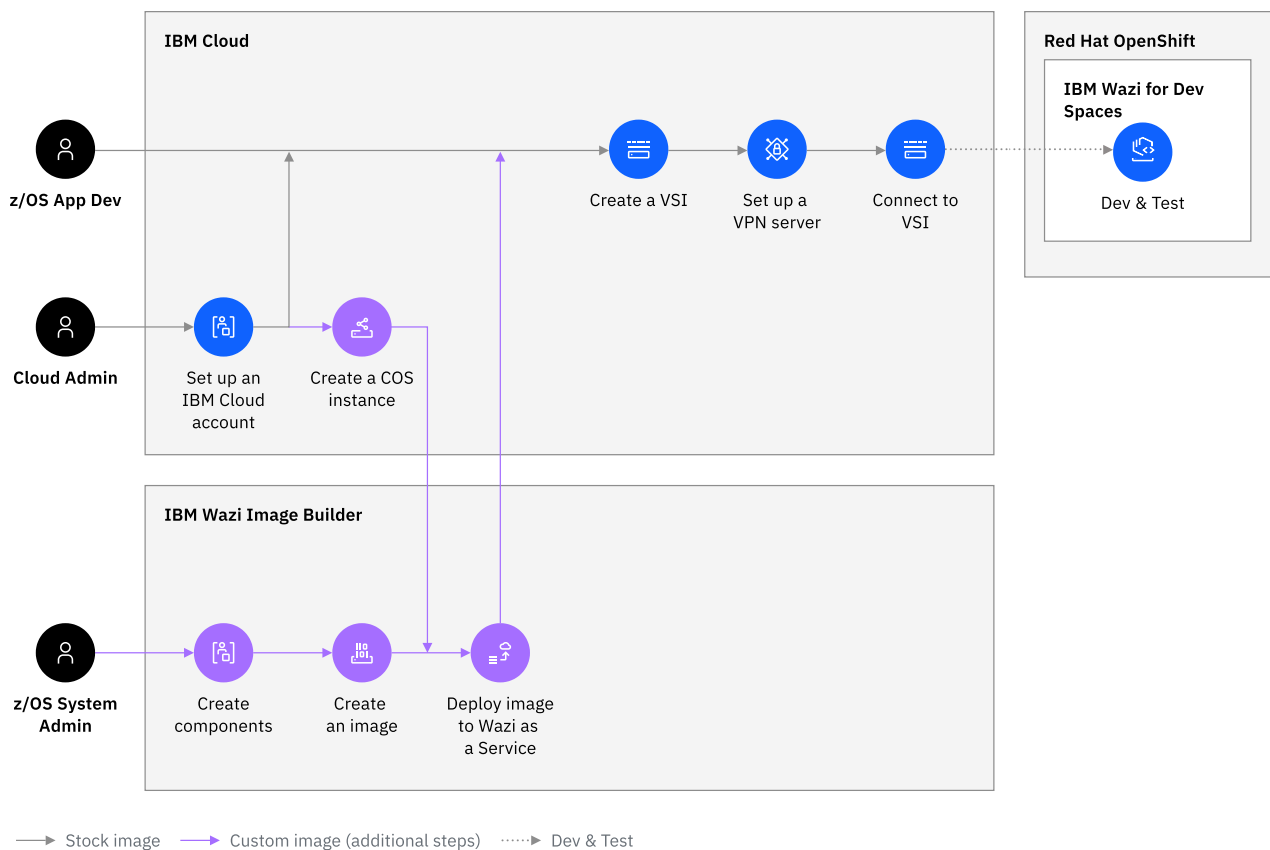 IBM Cloud
Red Hat OpenShift
IBM Wazi for Dev
Spaces
z/OS App Dev
Create a VSI
Set up a
VPN server
Connect to
VSI
Dev & Test
Cloud Admin
Set up an
IBM Cloud
account
Create a COS
instance
IBM Wazi Image Builder
z/OS System
Admin
Create
components
Create
an image
Deploy image
to Wazi as
a Service
Stock image
Custom image (additional steps)
Dev & Test